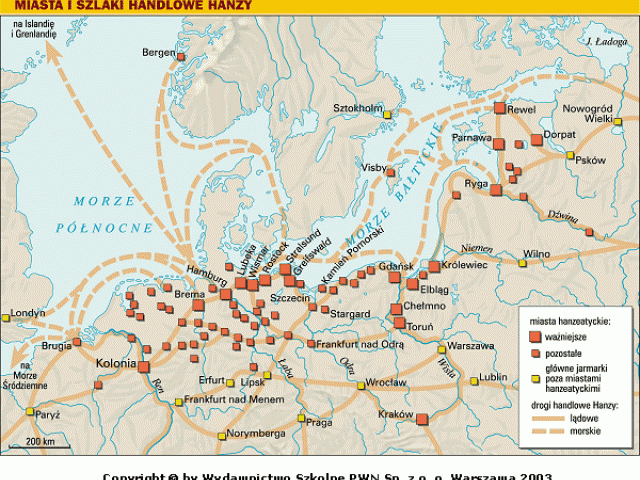 MIASTA I SZLAKI HANDLOWE HANZY
na Islandię
i Grenlandię
Bergen
J. Ładoga
Sztokholm
Rewel
Nowogród
Wielki
Parnawa
Dorpat
Psków
Visby
Ryga
MORZE BAŁTYCKIE
Dźwina
MORZE
PÓŁNOCNE
Niemen
Wilno
Lubeka
Wismar
Rostock
Stralsund
Greifswald
Kamień Pomorski
Gdańsk
Królewiec
Hamburg
Elbląg
Brema
Szczecin
Stargard
Chełmno
Toruń
Londyn
Brugia
na
Morze
Śródziemne
Kolonia
Ren
Frankfurt nad Odrą
Łaba
Odra
Warszawa
Wisła
Erfurt
Lipsk
Wrocław
Lublin
Frankfurt nad Menem
Paryż
Praga
Kraków
Norymberga
200 km
miasta hanzeatyckie:
ważniejsze
pozostałe
główne jarmarki
poza miastami
hanzeatyckimi
drogi handlowe Hanzy:
lądowe
morskie
Copyright © by Wydawnictwo Szkolne PWN Sp. z o. o. Warszawa 2003